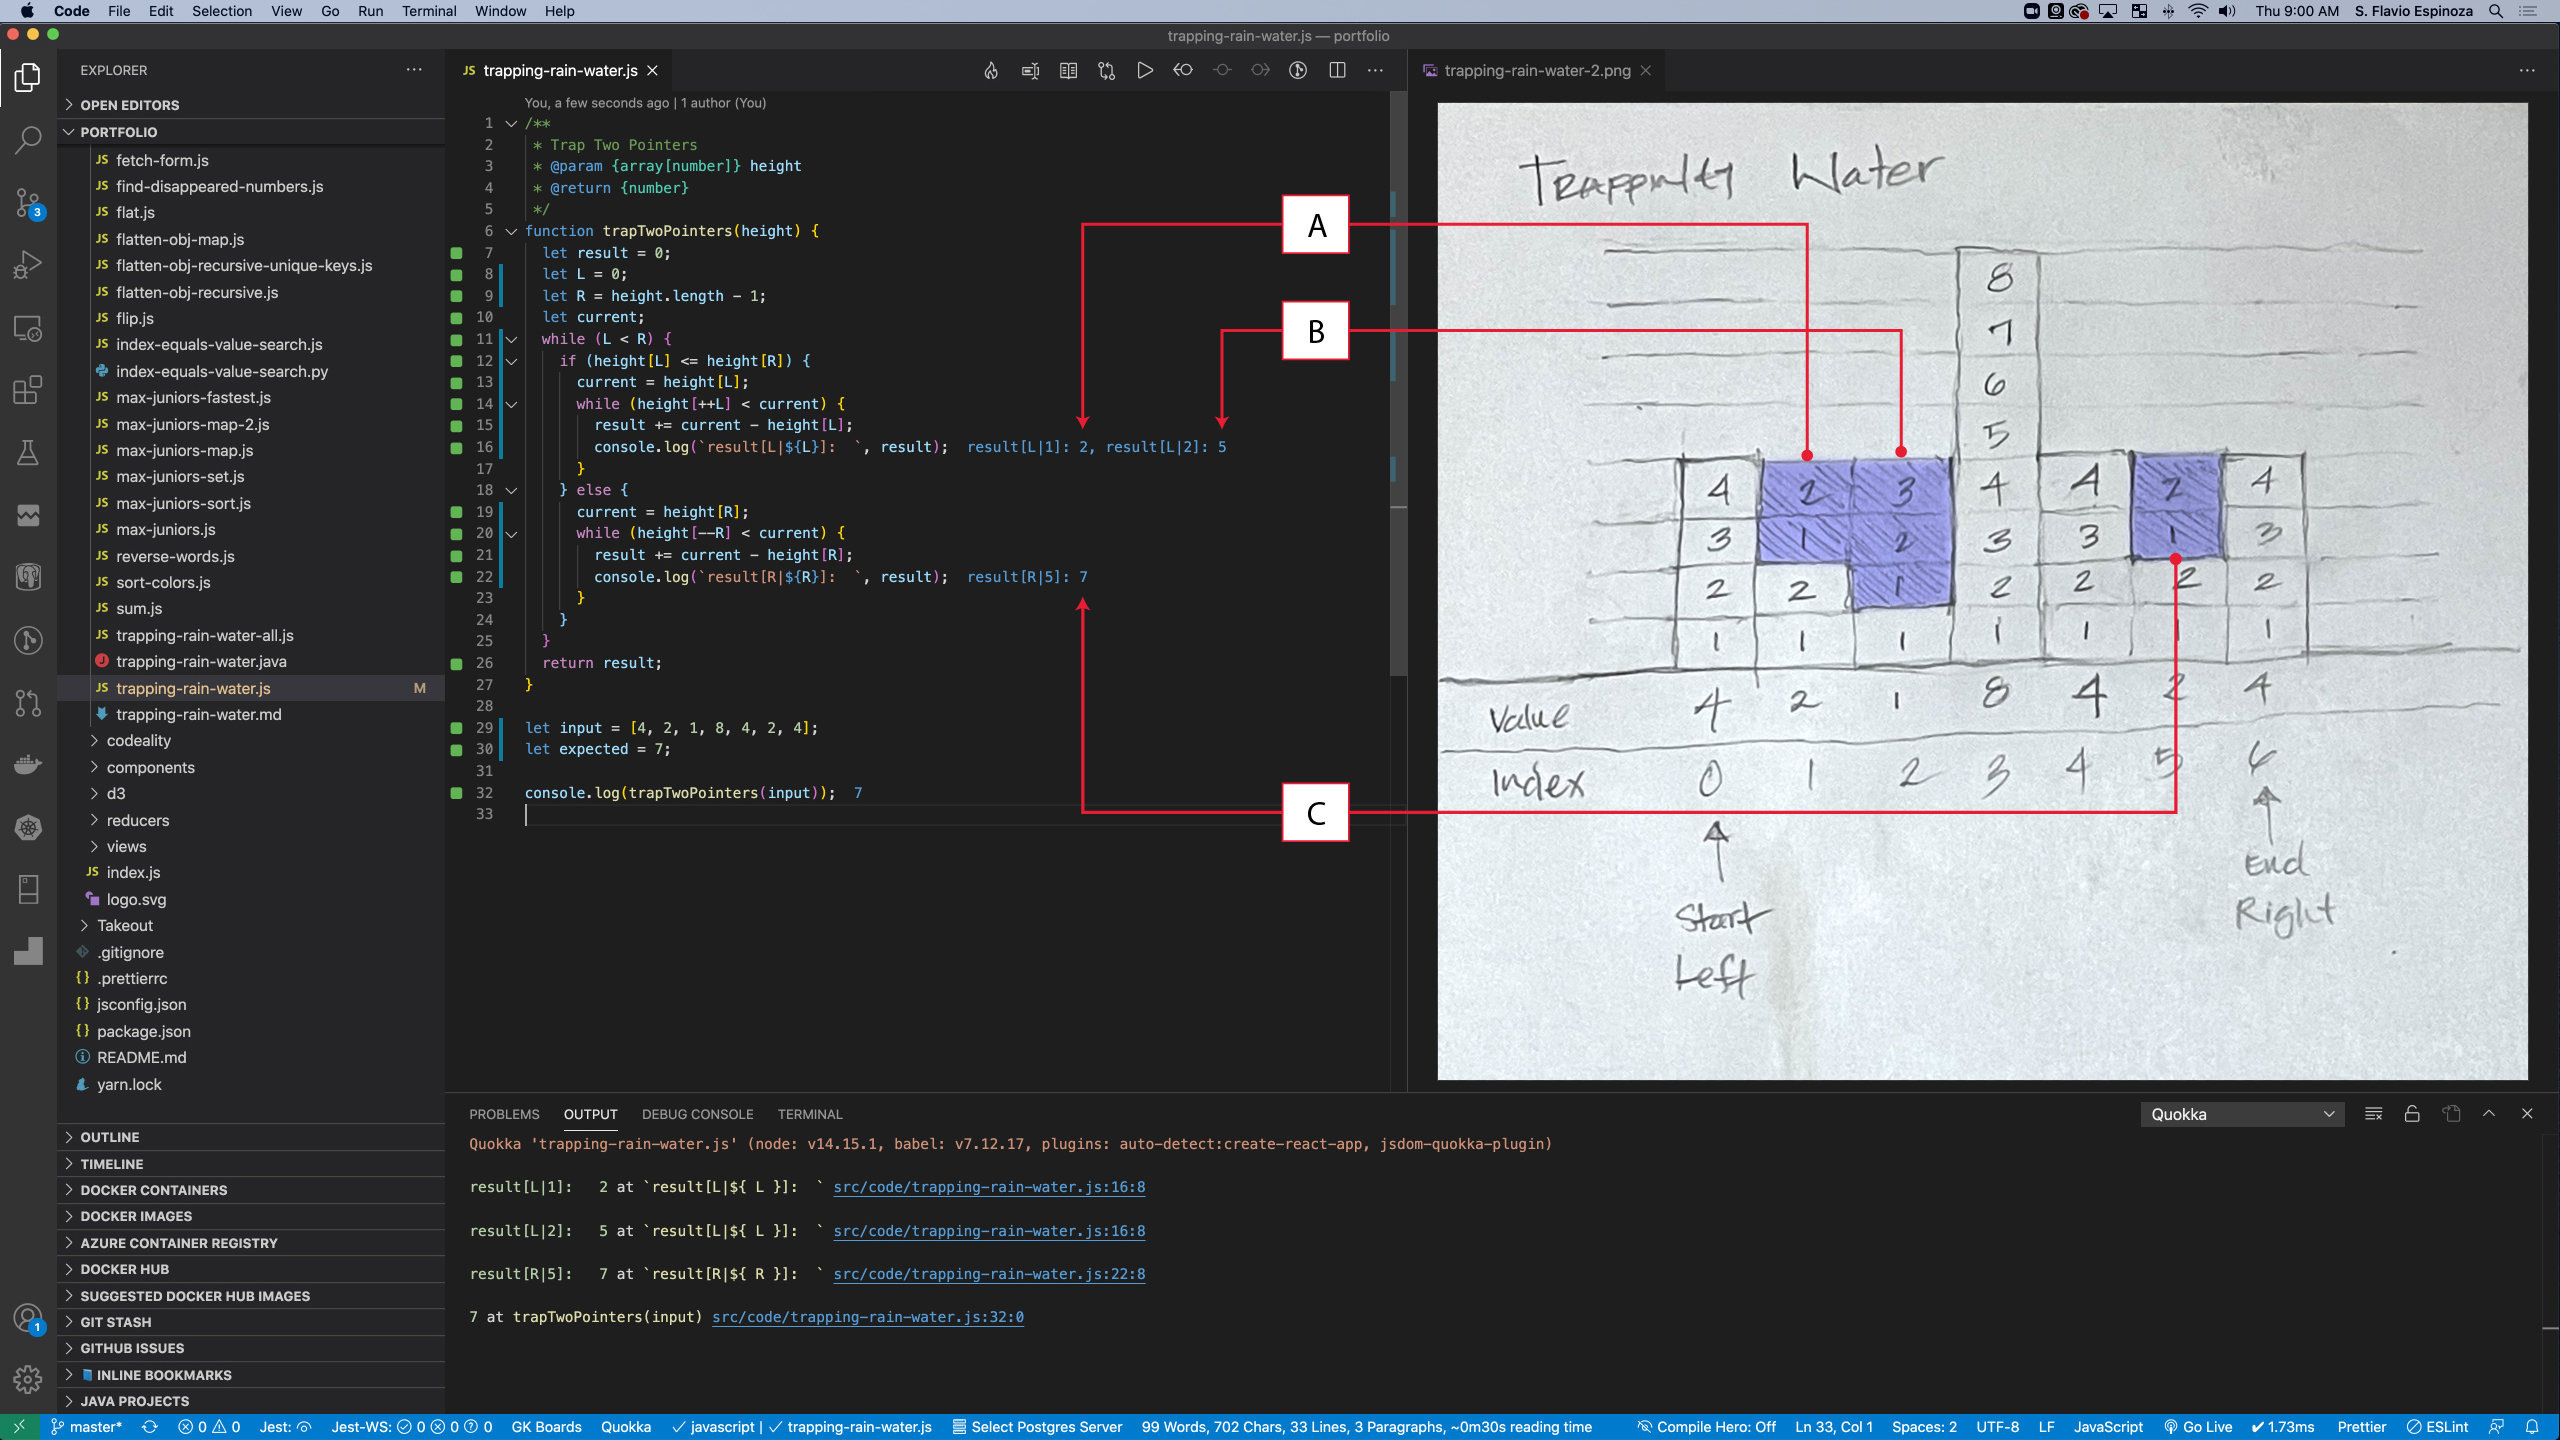 Code File Edit Selection View Go Run Terminal Window Help
Thu 9:00 AM S. Flavio Espinoza
trapping-rain-water.js — portfolio
EXPLORER
OPEN EDITORS
PORTFOLIO
JS fetch-form.js
JS find-disappeared-numbers.js
JS flat.js
JS flatten-obj-map.js
JS flatten-obj-recursive-unique-keys.js
JS flatten-obj-recursive.js
JS flip.js
JS index-equals-value-search.js
index-equals-value-search.py
JS max-juniors-fastest.js
JS max-juniors-map-2.js
JS max-juniors-map.js
JS max-juniors-set.js
JS max-juniors-sort.js
JS max-juniors.js
JS reverse-words.js
JS sort-colors.js
JS sum.js
JS trapping-rain-water-all.js
J trapping-rain-water.java
JS trapping-rain-water.js M
trapping-rain-water.md
codeality
components
d3
reducers
views
JS index.js
logo.svg
Takeout
.gitignore
{} .prettierrc
{} jsconfig.json
{} package.json
README.md
yarn.lock
OUTLINE
TIMELINE
DOCKER CONTAINERS
DOCKER IMAGES
AZURE CONTAINER REGISTRY
DOCKER HUB
SUGGESTED DOCKER HUB IMAGES
GIT STASH
GITHUB ISSUES
INLINE BOOKMARKS
JAVA PROJECTS
3
1
JS trapping-rain-water.js
You, a few seconds ago | 1 author (You)
1 /**
2 * Trap Two Pointers
3 * @param {array[number]} height
4 * @return {number}
5 */
6 function trapTwoPointers(height) {
7 let result = 0;
8 let L = 0;
9 let R = height.length - 1;
10 let current;
11 while (L < R) {
12 if (height[L] <= height[R]) {
13 current = height[L];
14 while (height[++L] < current) {
15 result += current - height[L];
16 console.log(`result[L|${L}]:  `, result); result[L|1]: 2, result[L|2]: 5
17 }
18 } else {
19 current = height[R];
20 while (height[--R] < current) {
21 result += current - height[R];
22 console.log(`result[R|${R}]:  `, result); result[R|5]: 7
23 }
24 }
25 }
26 return result;
27 }
28
29 let input = [4, 2, 1, 8, 4, 2, 4];
30 let expected = 7;
31
32 console.log(trapTwoPointers(input)); 7
33
A
B
C
trapping-rain-water-2.png
Trapping Water
8
7
6
5
4 2 3 4 4 2 4
3 1 2 3 3 1 3
2 2 1 2 2 2 2
1 1 1 1 1 1 1
Value 4 2 1 8 4 2 4
Index 0 1 2 3 4 5 6
Start
Left
End
Right
PROBLEMS OUTPUT DEBUG CONSOLE TERMINAL
Quokka
Quokka 'trapping-rain-water.js' (node: v14.15.1, babel: v7.12.17, plugins: auto-detect:create-react-app, jsdom-quokka-plugin)
result[L|1]:   2 at `result[L|${ L }]:  ` src/code/trapping-rain-water.js:16:8
result[L|2]:   5 at `result[L|${ L }]:  ` src/code/trapping-rain-water.js:16:8
result[R|5]:   7 at `result[R|${ R }]:  ` src/code/trapping-rain-water.js:22:8
7 at trapTwoPointers(input) src/code/trapping-rain-water.js:32:0
master* 0 0 Jest: Jest-WS: 0 0 0 GK Boards Quokka javascript | trapping-rain-water.js Select Postgres Server 99 Words, 702 Chars, 33 Lines, 3 Paragraphs, ~0m30s reading time Compile Hero: Off Ln 33, Col 1 Spaces: 2 UTF-8 LF JavaScript Go Live 1.73ms Prettier ESLint